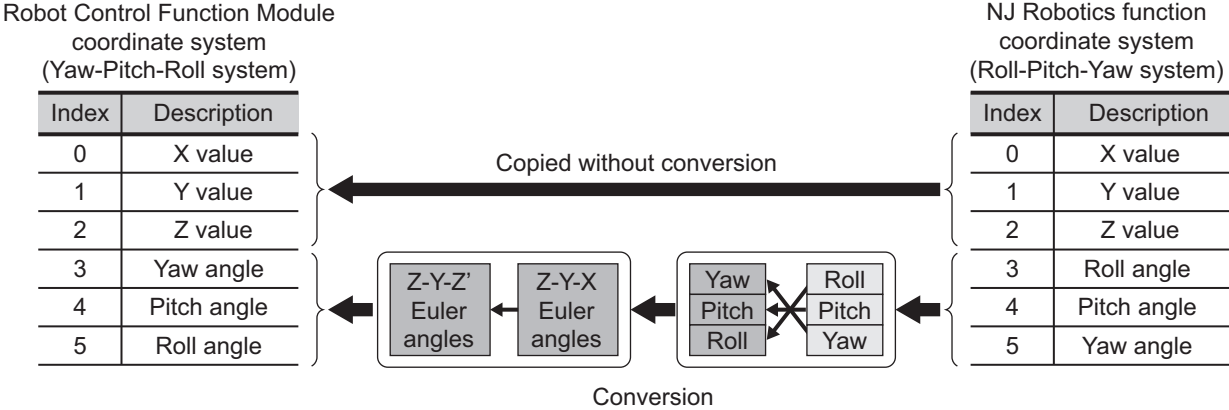 Robot Control Function Module
coordinate system
(Yaw-Pitch-Roll system)
Index Description
0 X value
1 Y value
2 Z value
3 Yaw angle
4 Pitch angle
5 Roll angle
Copied without conversion
Z-Y-Z'
Euler
angles
Z-Y-X
Euler
angles
Yaw
Pitch
Roll
Roll
Pitch
Yaw
Conversion
NJ Robotics function
coordinate system
(Roll-Pitch-Yaw system)
Index Description
0 X value
1 Y value
2 Z value
3 Roll angle
4 Pitch angle
5 Yaw angle